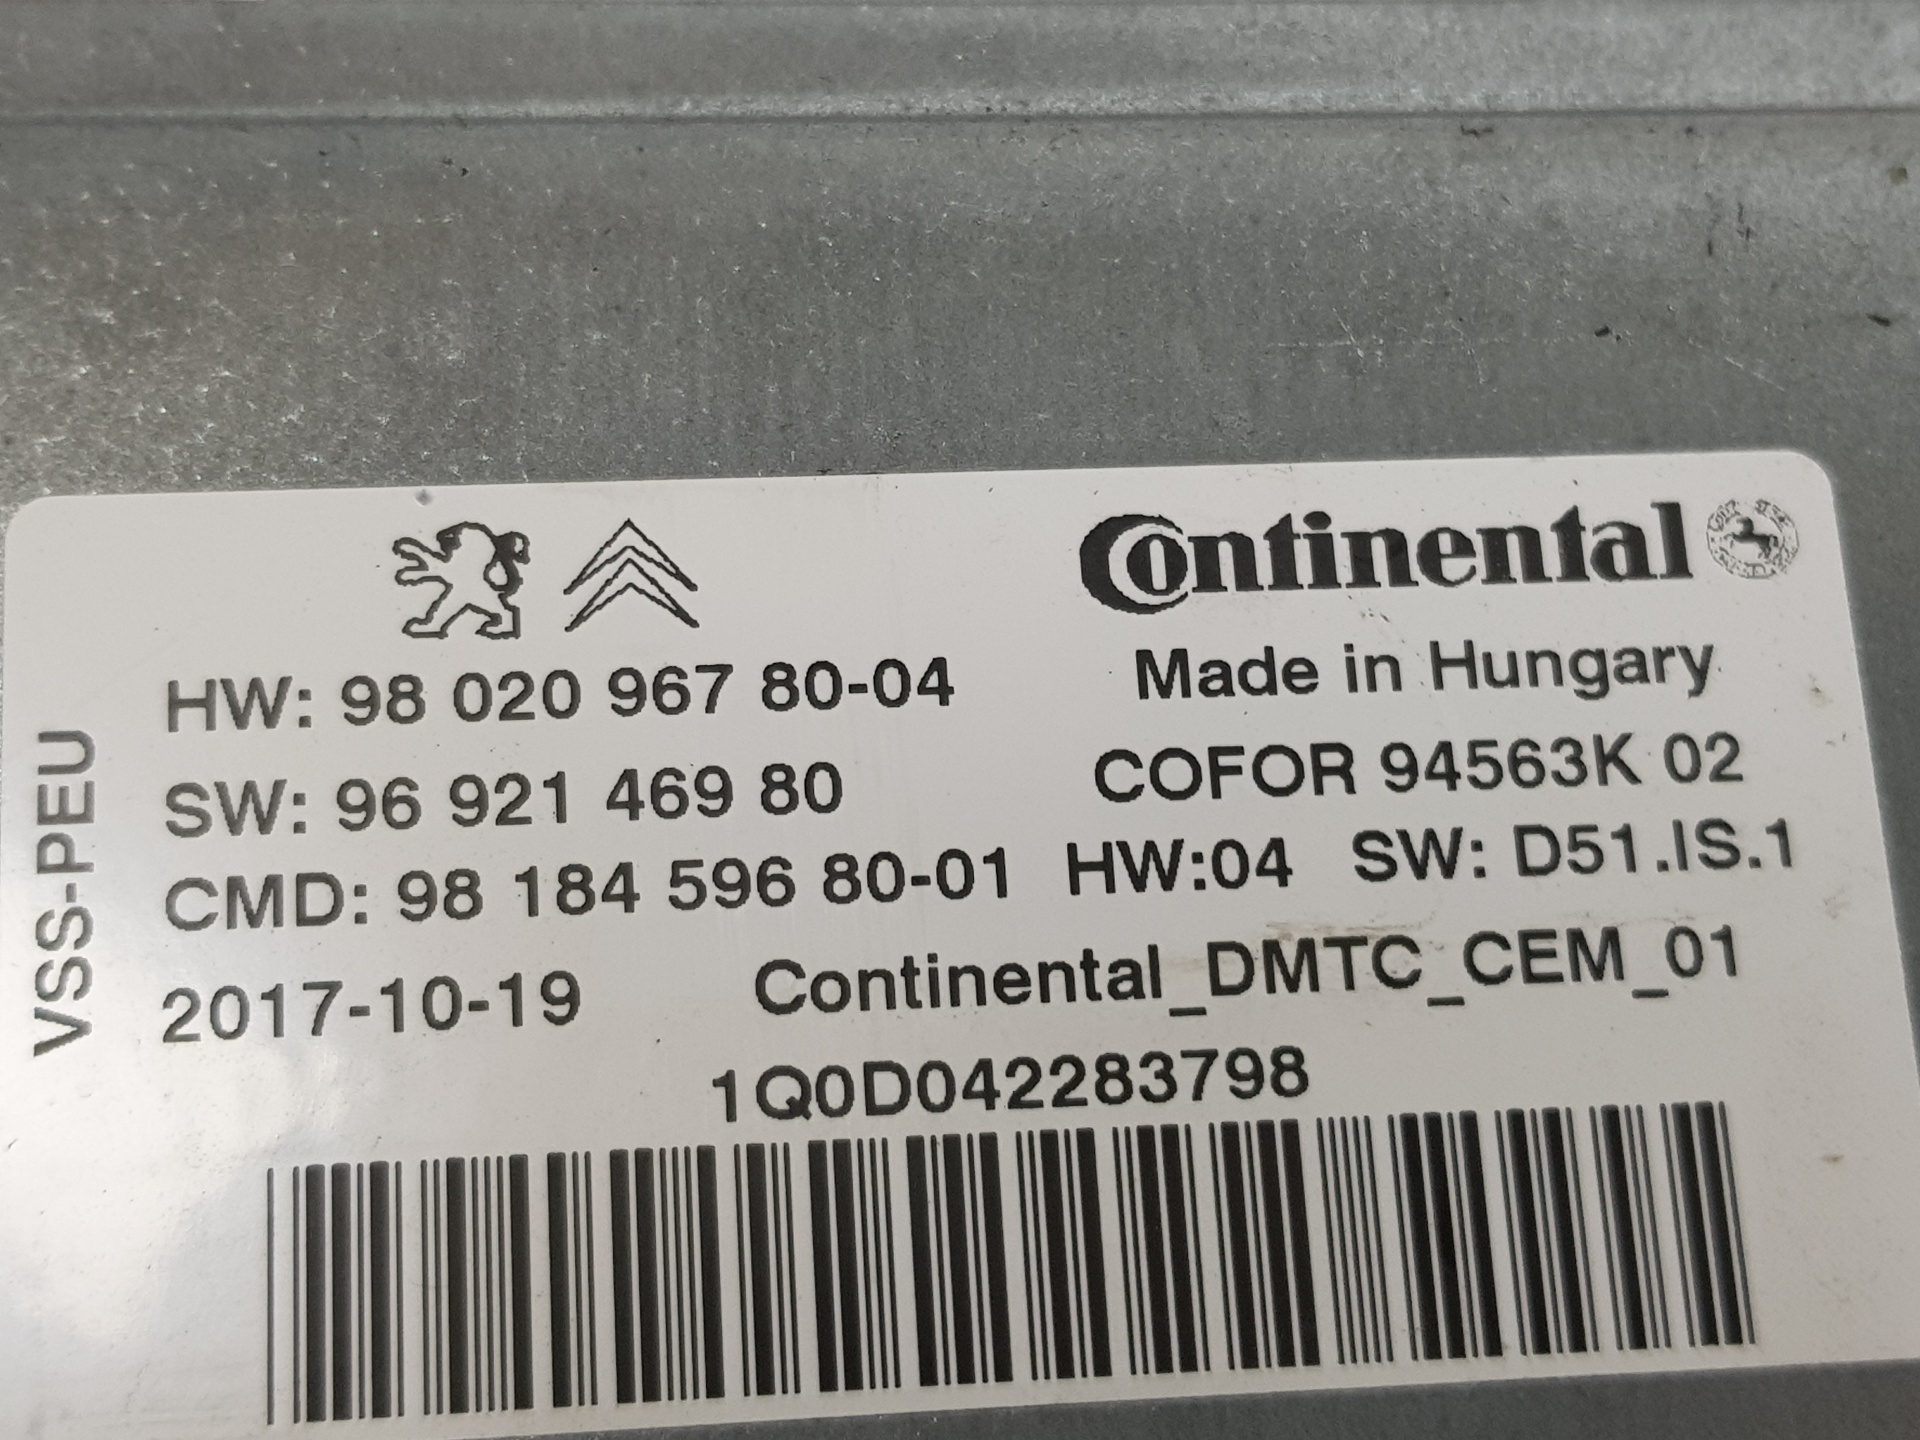 Continental
HW: 98 020 967 80-04
Made in Hungary
SW: 96 921 469 80
COFOR 94563K 02
CMD: 98 184 596 80-01 HW:04 SW: D51.IS.1
2017-10-19 Continental_DMTC_CEM_01
1Q0D042283798
VSS-PEU